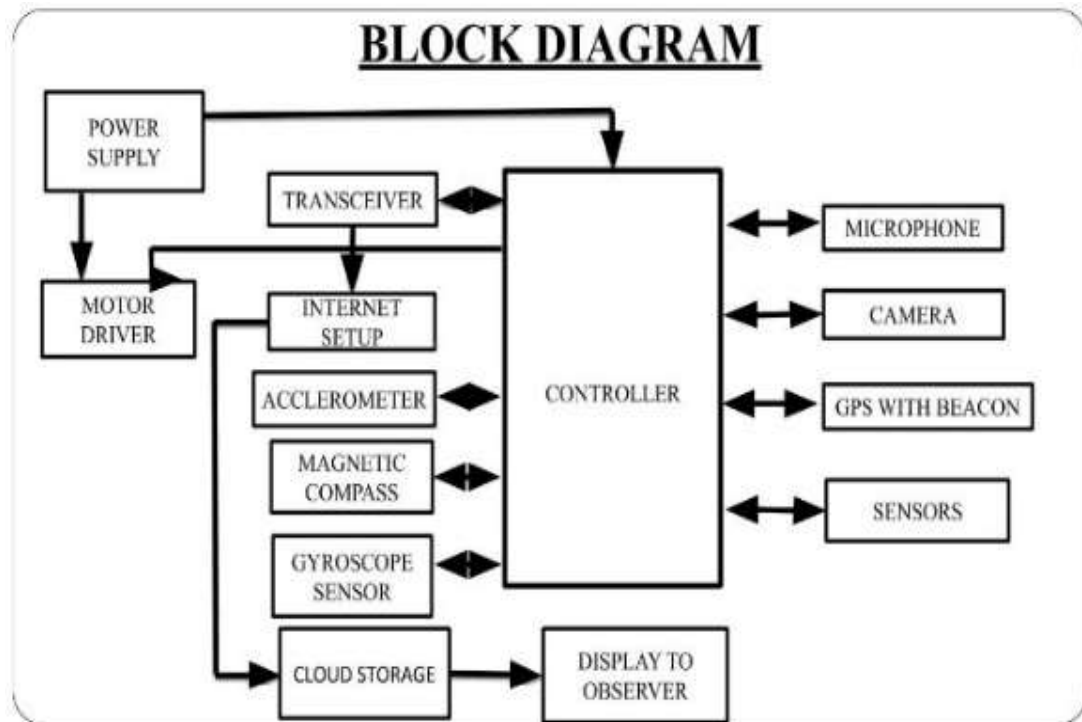 BLOCK DIAGRAM
POWER
SUPPLY
TRANSCEIVER
MICROPHONE
MOTOR
DRIVER
INTERNET
SETUP
CAMERA
ACCLEROMETER
CONTROLLER
GPS WITH BEACON
MAGNETIC
COMPASS
SENSORS
GYROSCOPE
SENSOR
CLOUD STORAGE
DISPLAY TO
OBSERVER